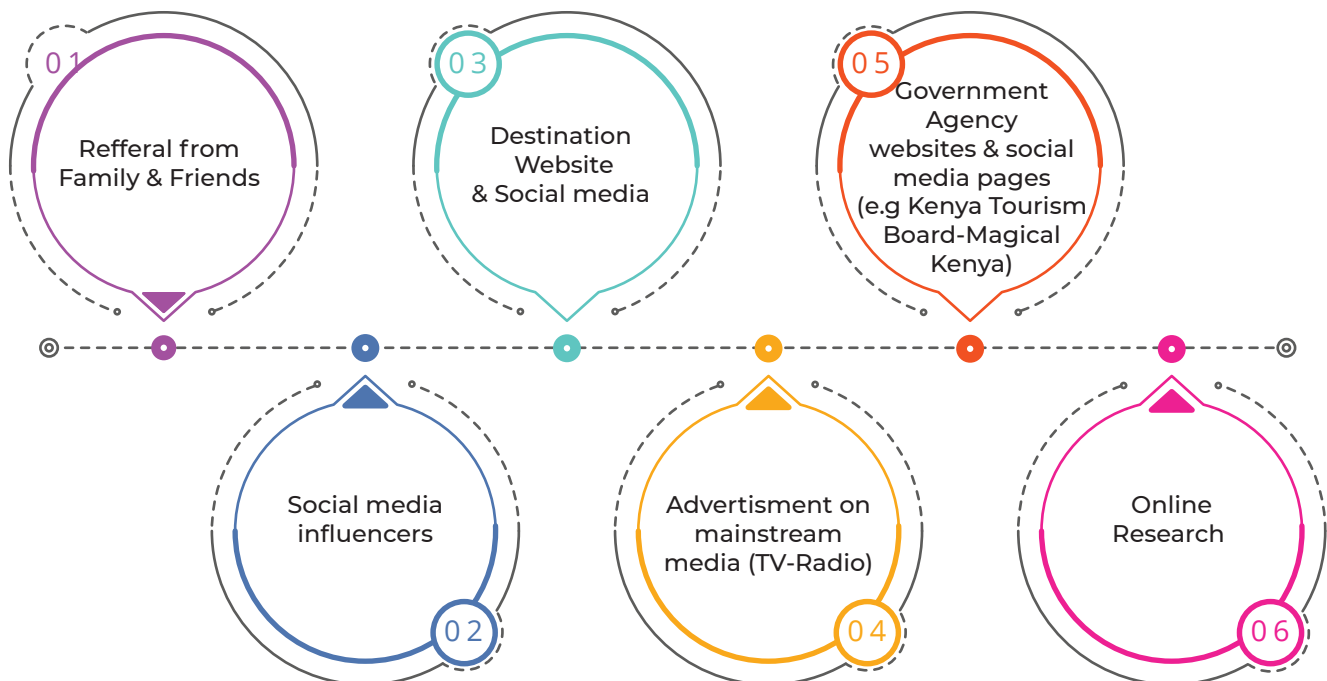 01
Refferal from
Family & Friends
02
Social media
influencers
03
Destination
Website
& Social media
04
Advertisment on
mainstream
media (TV-Radio)
05
Government
Agency
websites & social
media pages
(e.g Kenya Tourism
Board-Magical
Kenya)
06
Online
Research